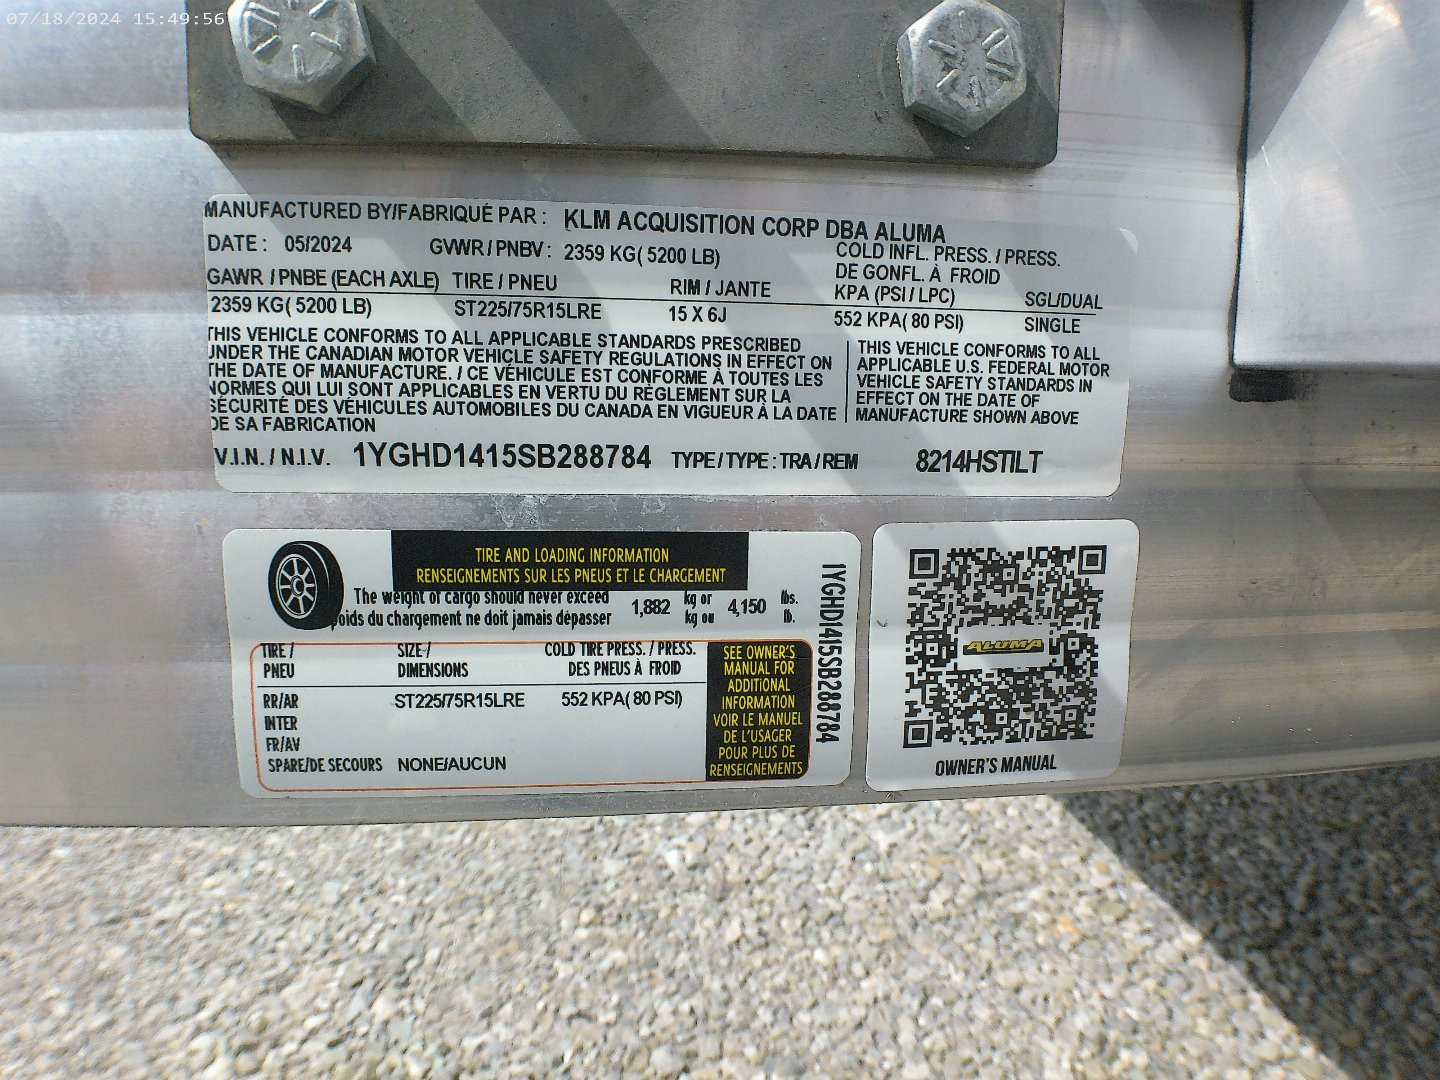 07/18/2024 15:49:56
MANUFACTURED BY/FABRIQUÉ PAR : KLM ACQUISITION CORP DBA ALUMA
DATE : 05/2024 GVWR / PNBV : 2359 KG( 5200 LB) COLD INFL. PRESS. / PRESS.
DE GONFL. À FROID
GAWR / PNBE (EACH AXLE) TIRE / PNEU RIM / JANTE KPA (PSI / LPC) SGL/DUAL
2359 KG( 5200 LB) ST225/75R15LRE 15 X 6J 552 KPA( 80 PSI) SINGLE
THIS VEHICLE CONFORMS TO ALL APPLICABLE STANDARDS PRESCRIBED
UNDER THE CANADIAN MOTOR VEHICLE SAFETY REGULATIONS IN EFFECT ON
THE DATE OF MANUFACTURE. / CE VÉHICULE EST CONFORME À TOUTES LES
NORMES QUI LUI SONT APPLICABLES EN VERTU DU RÈGLEMENT SUR LA
SÉCURITÉ DES VÉHICULES AUTOMOBILES DU CANADA EN VIGUEUR À LA DATE
DE SA FABRICATION
THIS VEHICLE CONFORMS TO ALL
APPLICABLE U.S. FEDERAL MOTOR
VEHICLE SAFETY STANDARDS IN
EFFECT ON THE DATE OF
MANUFACTURE SHOWN ABOVE
V.I.N. / N.I.V. 1YGHD1415SB288784 TYPE / TYPE : TRA / REM 8214HSTILT
TIRE AND LOADING INFORMATION
RENSEIGNEMENTS SUR LES PNEUS ET LE CHARGEMENT
The weight of cargo should never exceed 1,882 kg or 4,150 lbs.
poids du chargement ne doit jamais dépasser kg ou lb.
TIRE / SIZE / COLD TIRE PRESS. / PRESS.
PNEU DIMENSIONS DES PNEUS À FROID
RR/AR ST225/75R15LRE 552 KPA( 80 PSI)
INTER
FR/AV
SPARE/DE SECOURS NONE/AUCUN
SEE OWNER'S
MANUAL FOR
ADDITIONAL
INFORMATION
VOIR LE MANUEL
DE L'USAGER
POUR PLUS DE
RENSEIGNEMENTS
1YGHD1415SB288784
ALUMA
OWNER'S MANUAL